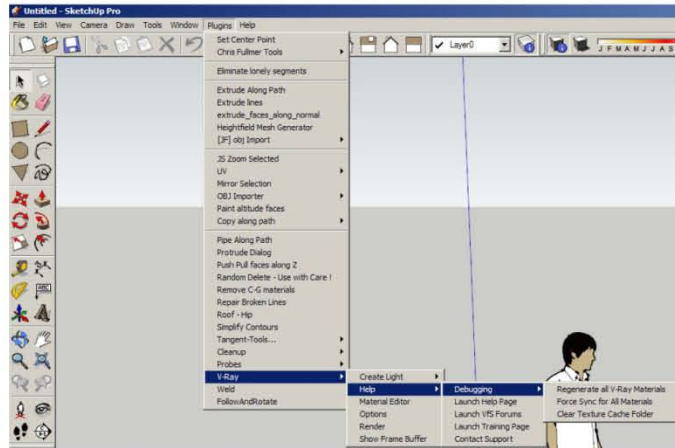 Untitled - SketchUp Pro
File Edit View Camera Draw Tools Window Plugins Help
Layer0
J F M A M J J A S
Set Center Point
Chris Fullmer Tools
Eliminate lonely segments
Extrude Along Path
Extrude lines
extrude_faces_along_normal
Heightfield Mesh Generator
[JF] obj Import
JS Zoom Selected
UV
Mirror Selection
OBJ Importer
Paint altitude faces
Copy along path
Pipe Along Path
Protrude Dialog
Push Pull faces along Z
Random Delete - Use with Care !
Remove C-G materials
Repair Broken Lines
Roof - Hip
Simplify Contours
Tangent-Tools...
Cleanup
Probes
V-Ray
Weld
FollowAndRotate
Create Light
Help
Material Editor
Options
Render
Show Frame Buffer
Debugging
Launch Help Page
Launch VfS Forums
Launch Training Page
Contact Support
Regenerate all V-Ray Materials
Force Sync for All Materials
Clear Texture Cache Folder